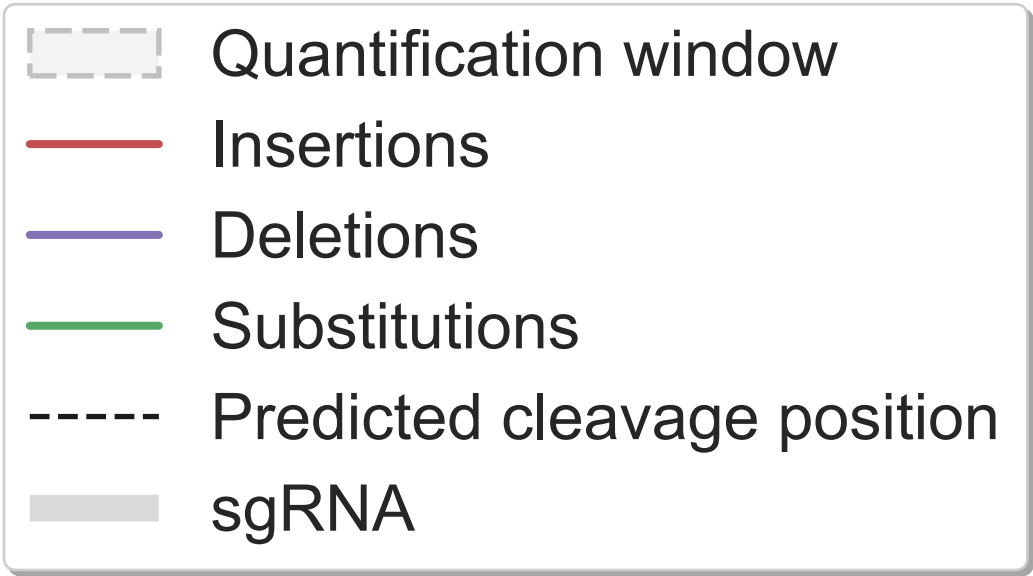 Quantification window
Insertions
Deletions
Substitutions
Predicted cleavage position
sgRNA